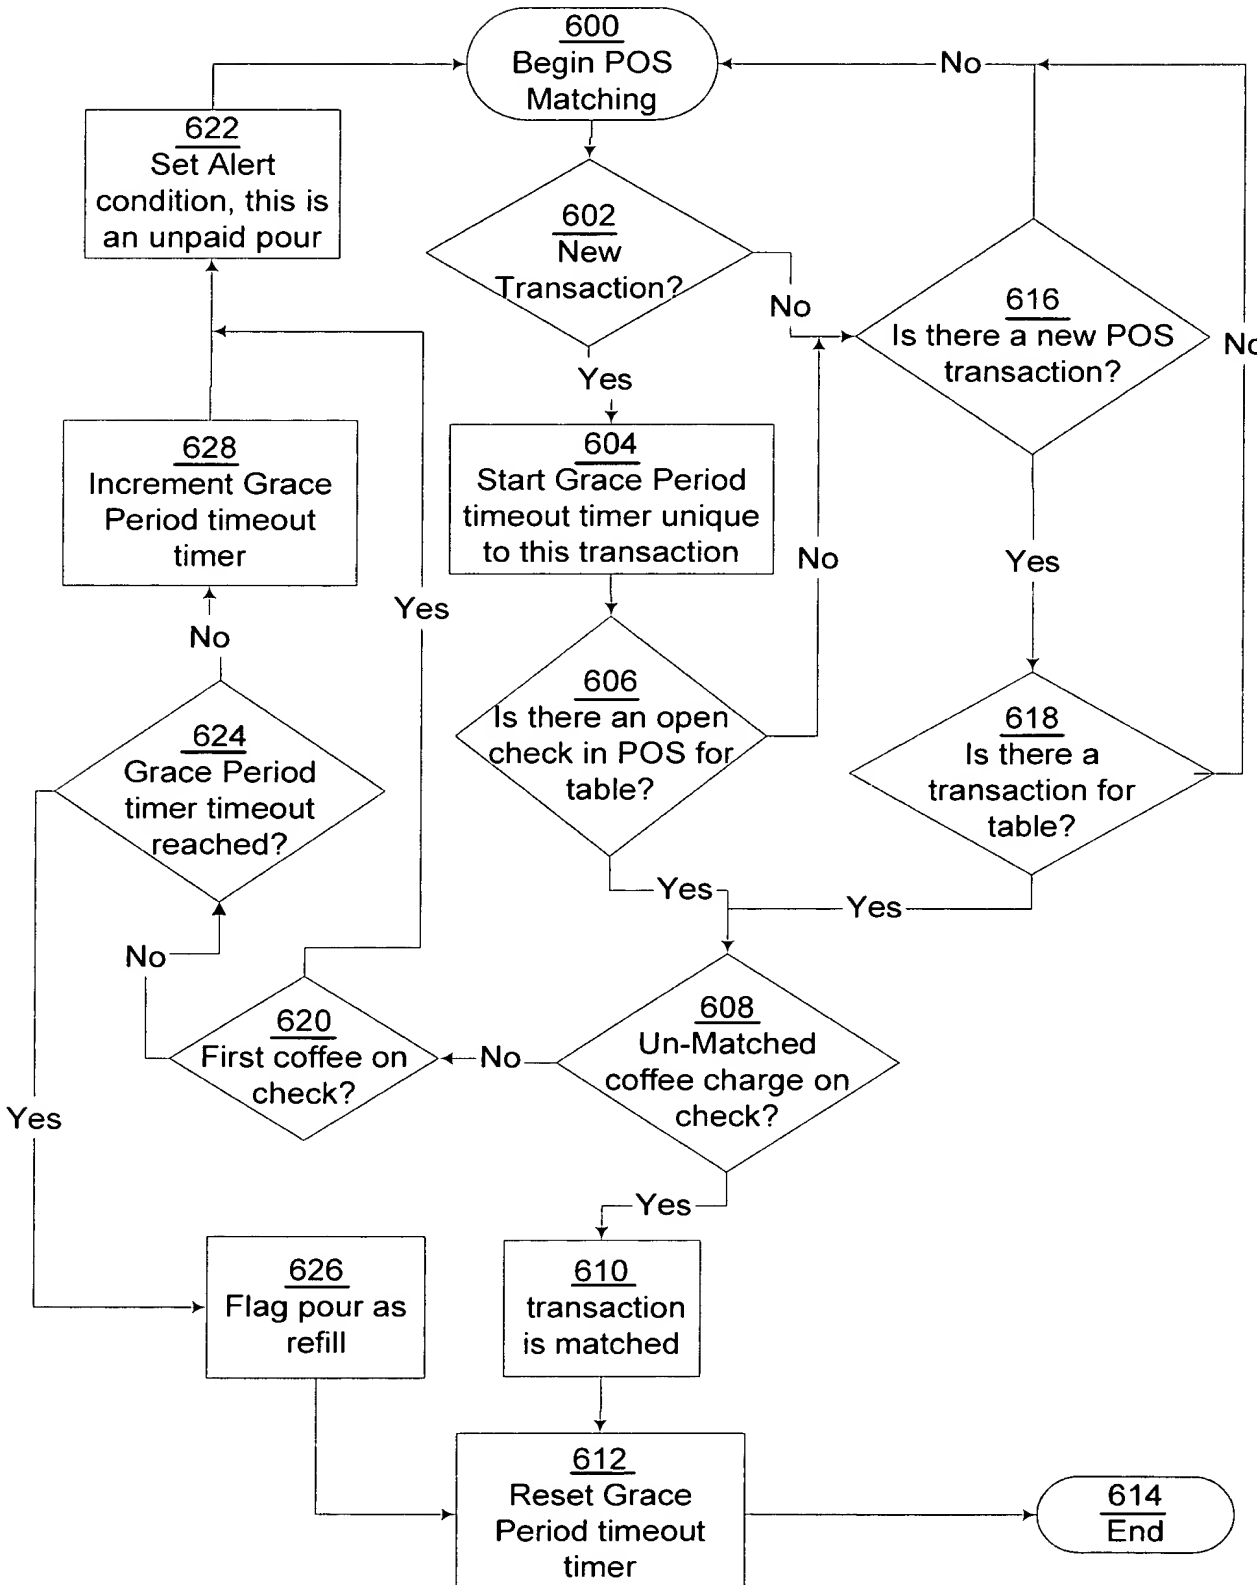 600
Begin POS
Matching
No
622
Set Alert
condition, this is
an unpaid pour
602
New
Transaction?
No
616
Is there a new POS
transaction?
No
Yes
628
Increment Grace
Period timeout
timer
604
Start Grace Period
timeout timer unique
to this transaction
No
Yes
Yes
No
624
Grace Period
timer timeout
reached?
606
Is there an open
check in POS for
table?
618
Is there a
transaction for
table?
Yes
Yes
No
620
First coffee on
check?
No
608
Un-Matched
coffee charge on
check?
Yes
Yes
626
Flag pour as
refill
610
transaction
is matched
612
Reset Grace
Period timeout
timer
614
End